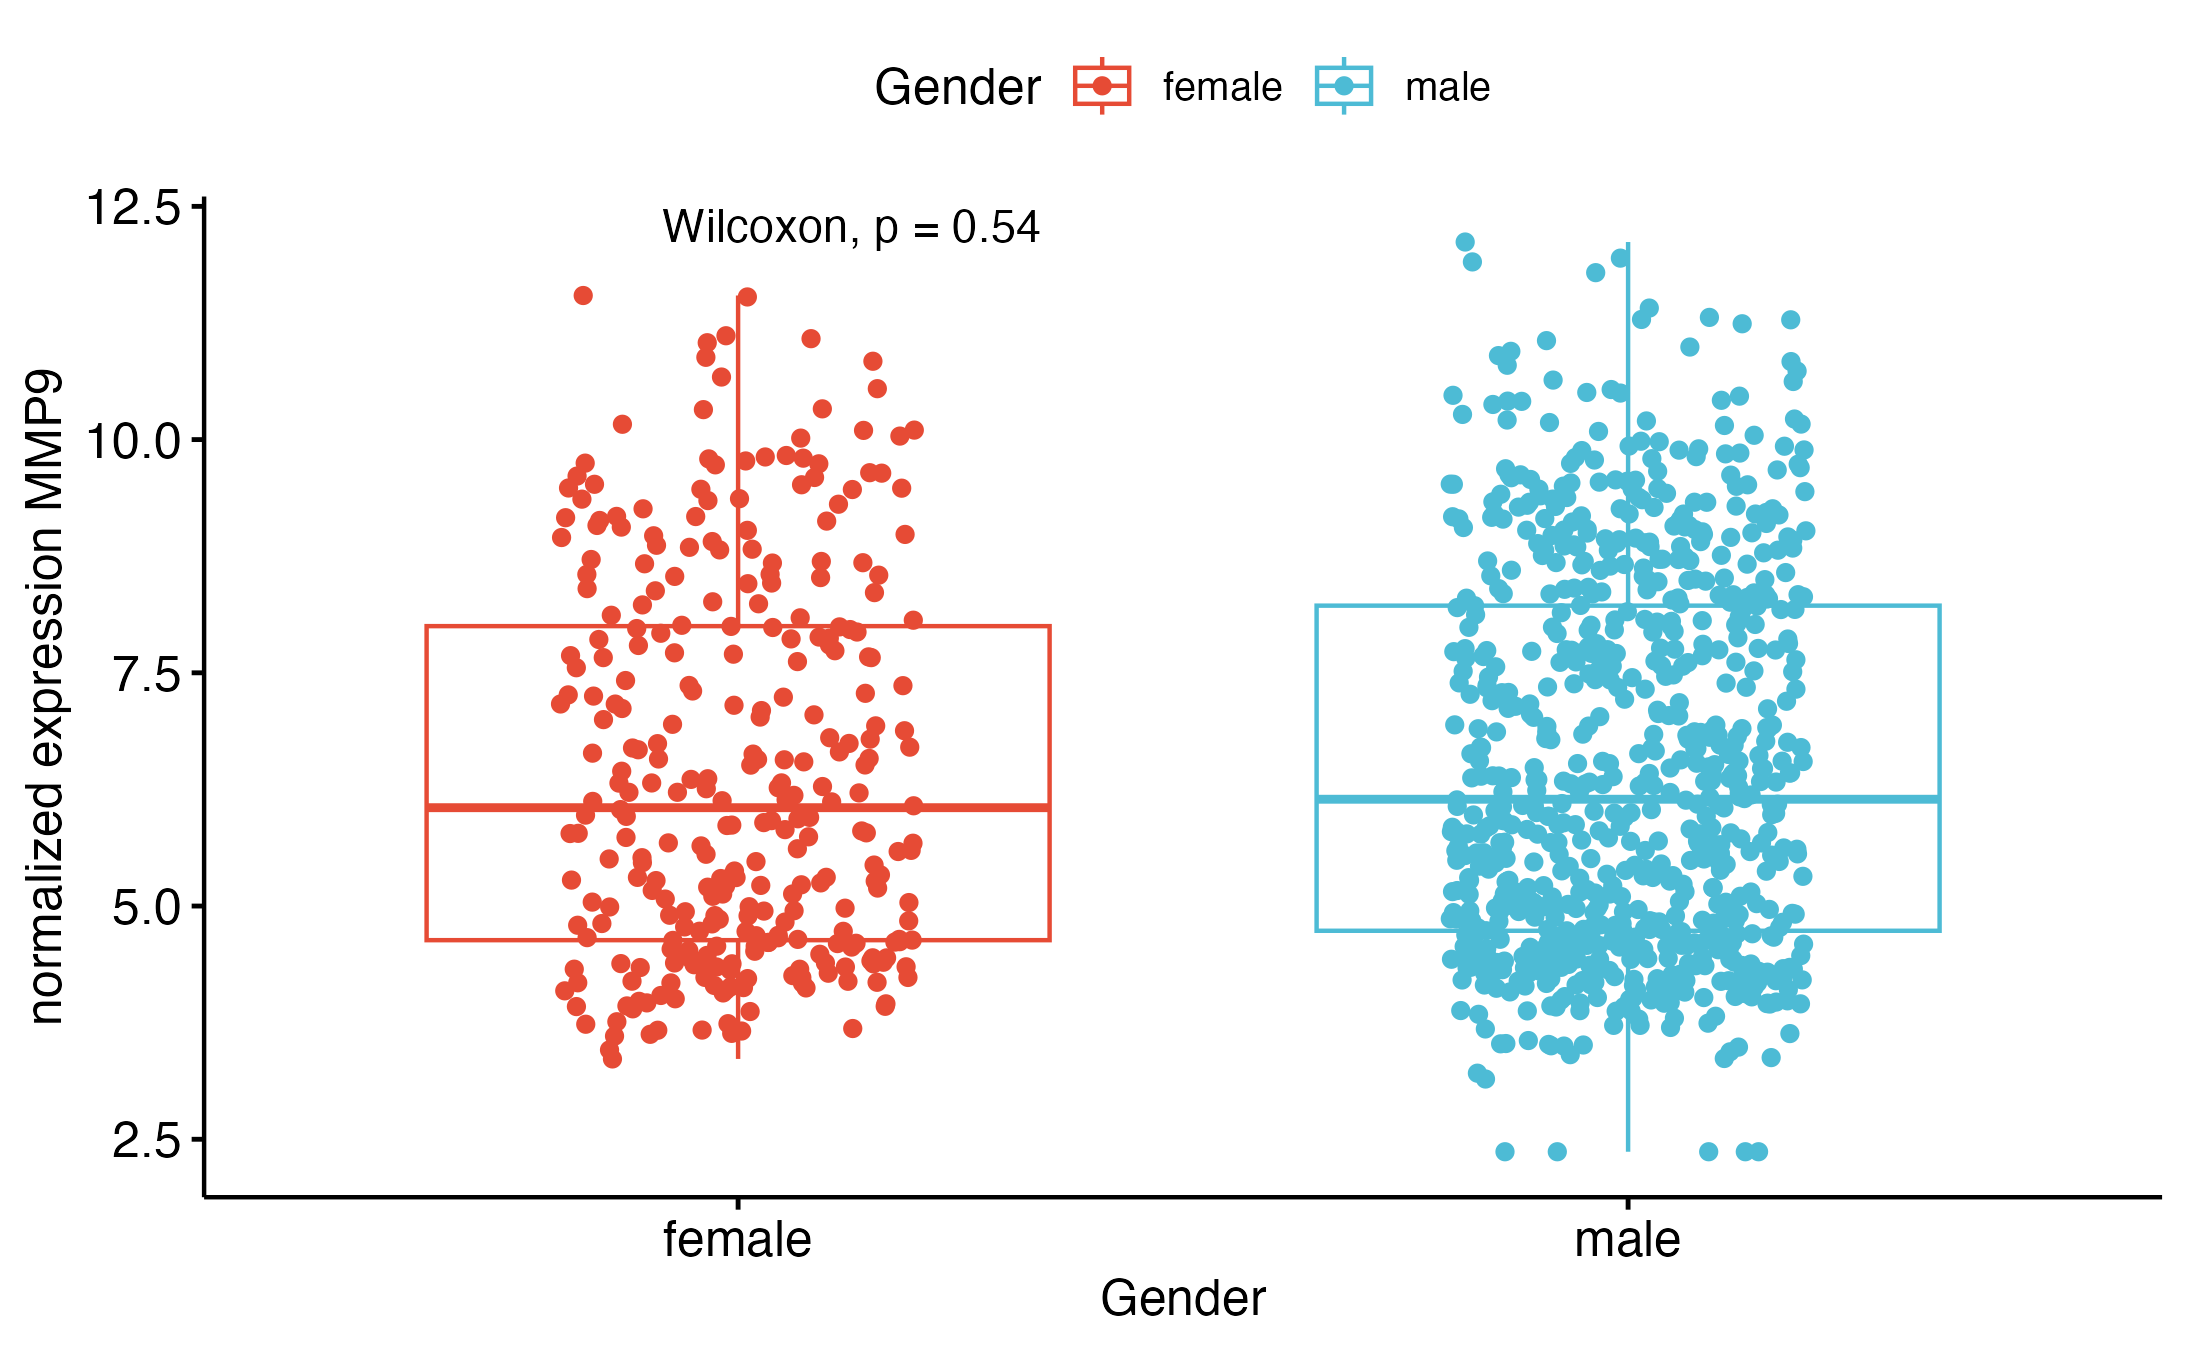 Gender female male
12.5
Wilcoxon, p = 0.54
10.0
7.5
5.0
2.5
normalized expression MMP9
female male
Gender